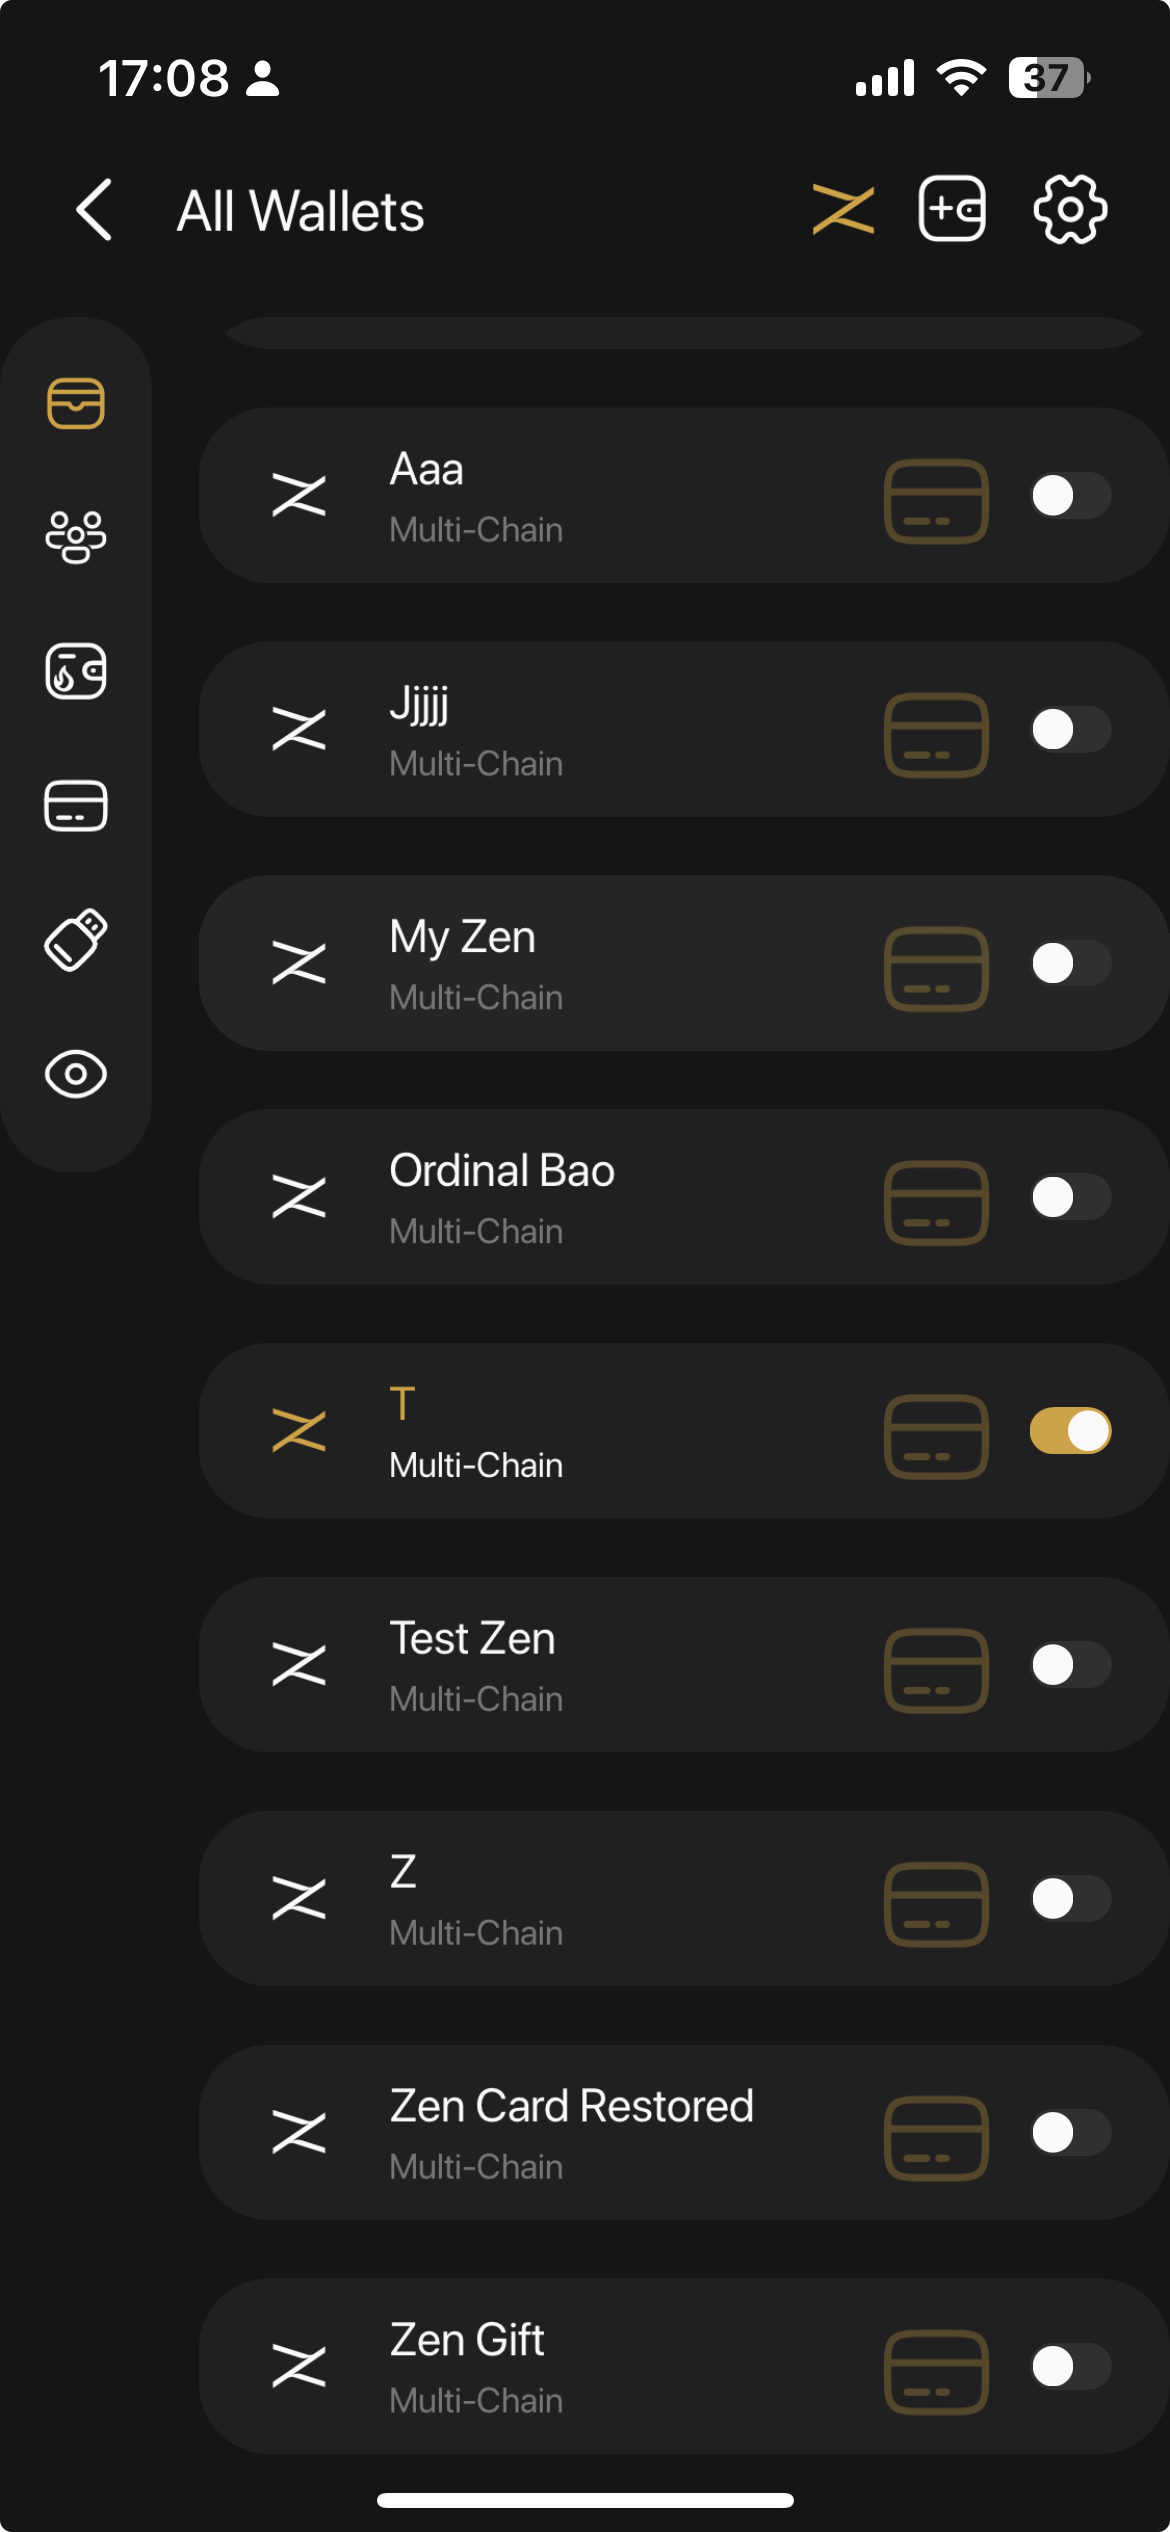 17:08
37
All Wallets
Aaa
Multi-Chain
Jjjjj
Multi-Chain
My Zen
Multi-Chain
Ordinal Bao
Multi-Chain
T
Multi-Chain
Test Zen
Multi-Chain
Z
Multi-Chain
Zen Card Restored
Multi-Chain
Zen Gift
Multi-Chain